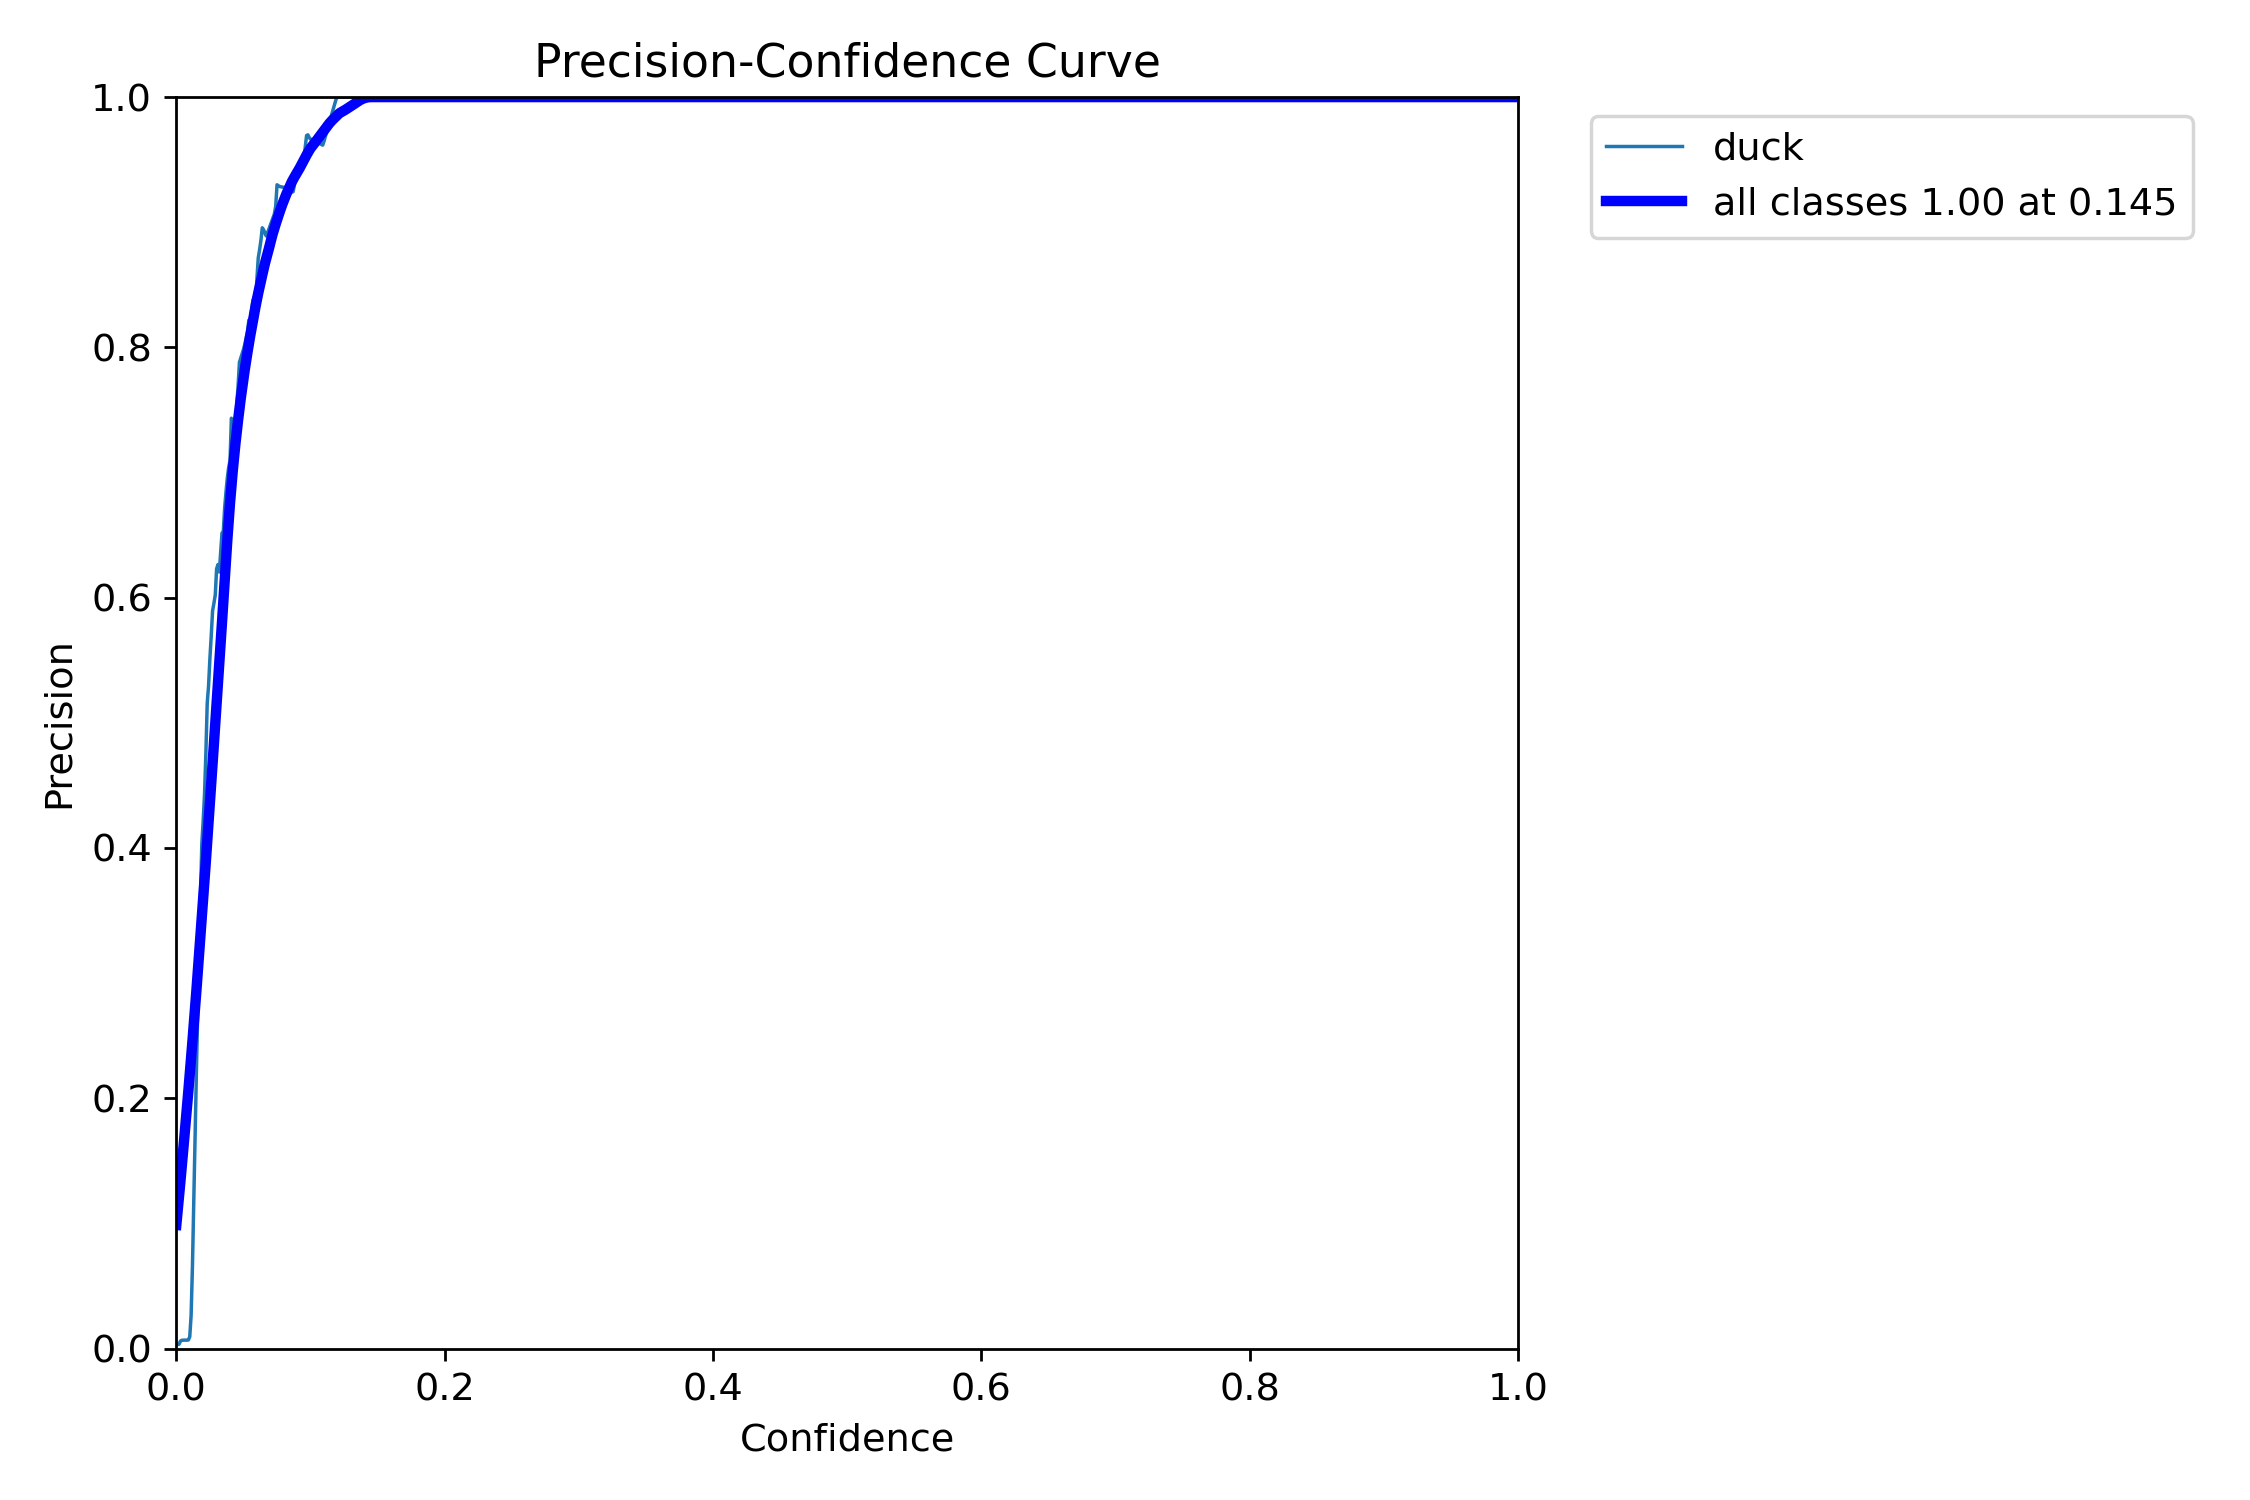 Precision-Confidence Curve
duck
all classes 1.00 at 0.145
Precision
1.0
0.8
0.6
0.4
0.2
0.0
0.0 0.2 0.4 0.6 0.8 1.0
Confidence